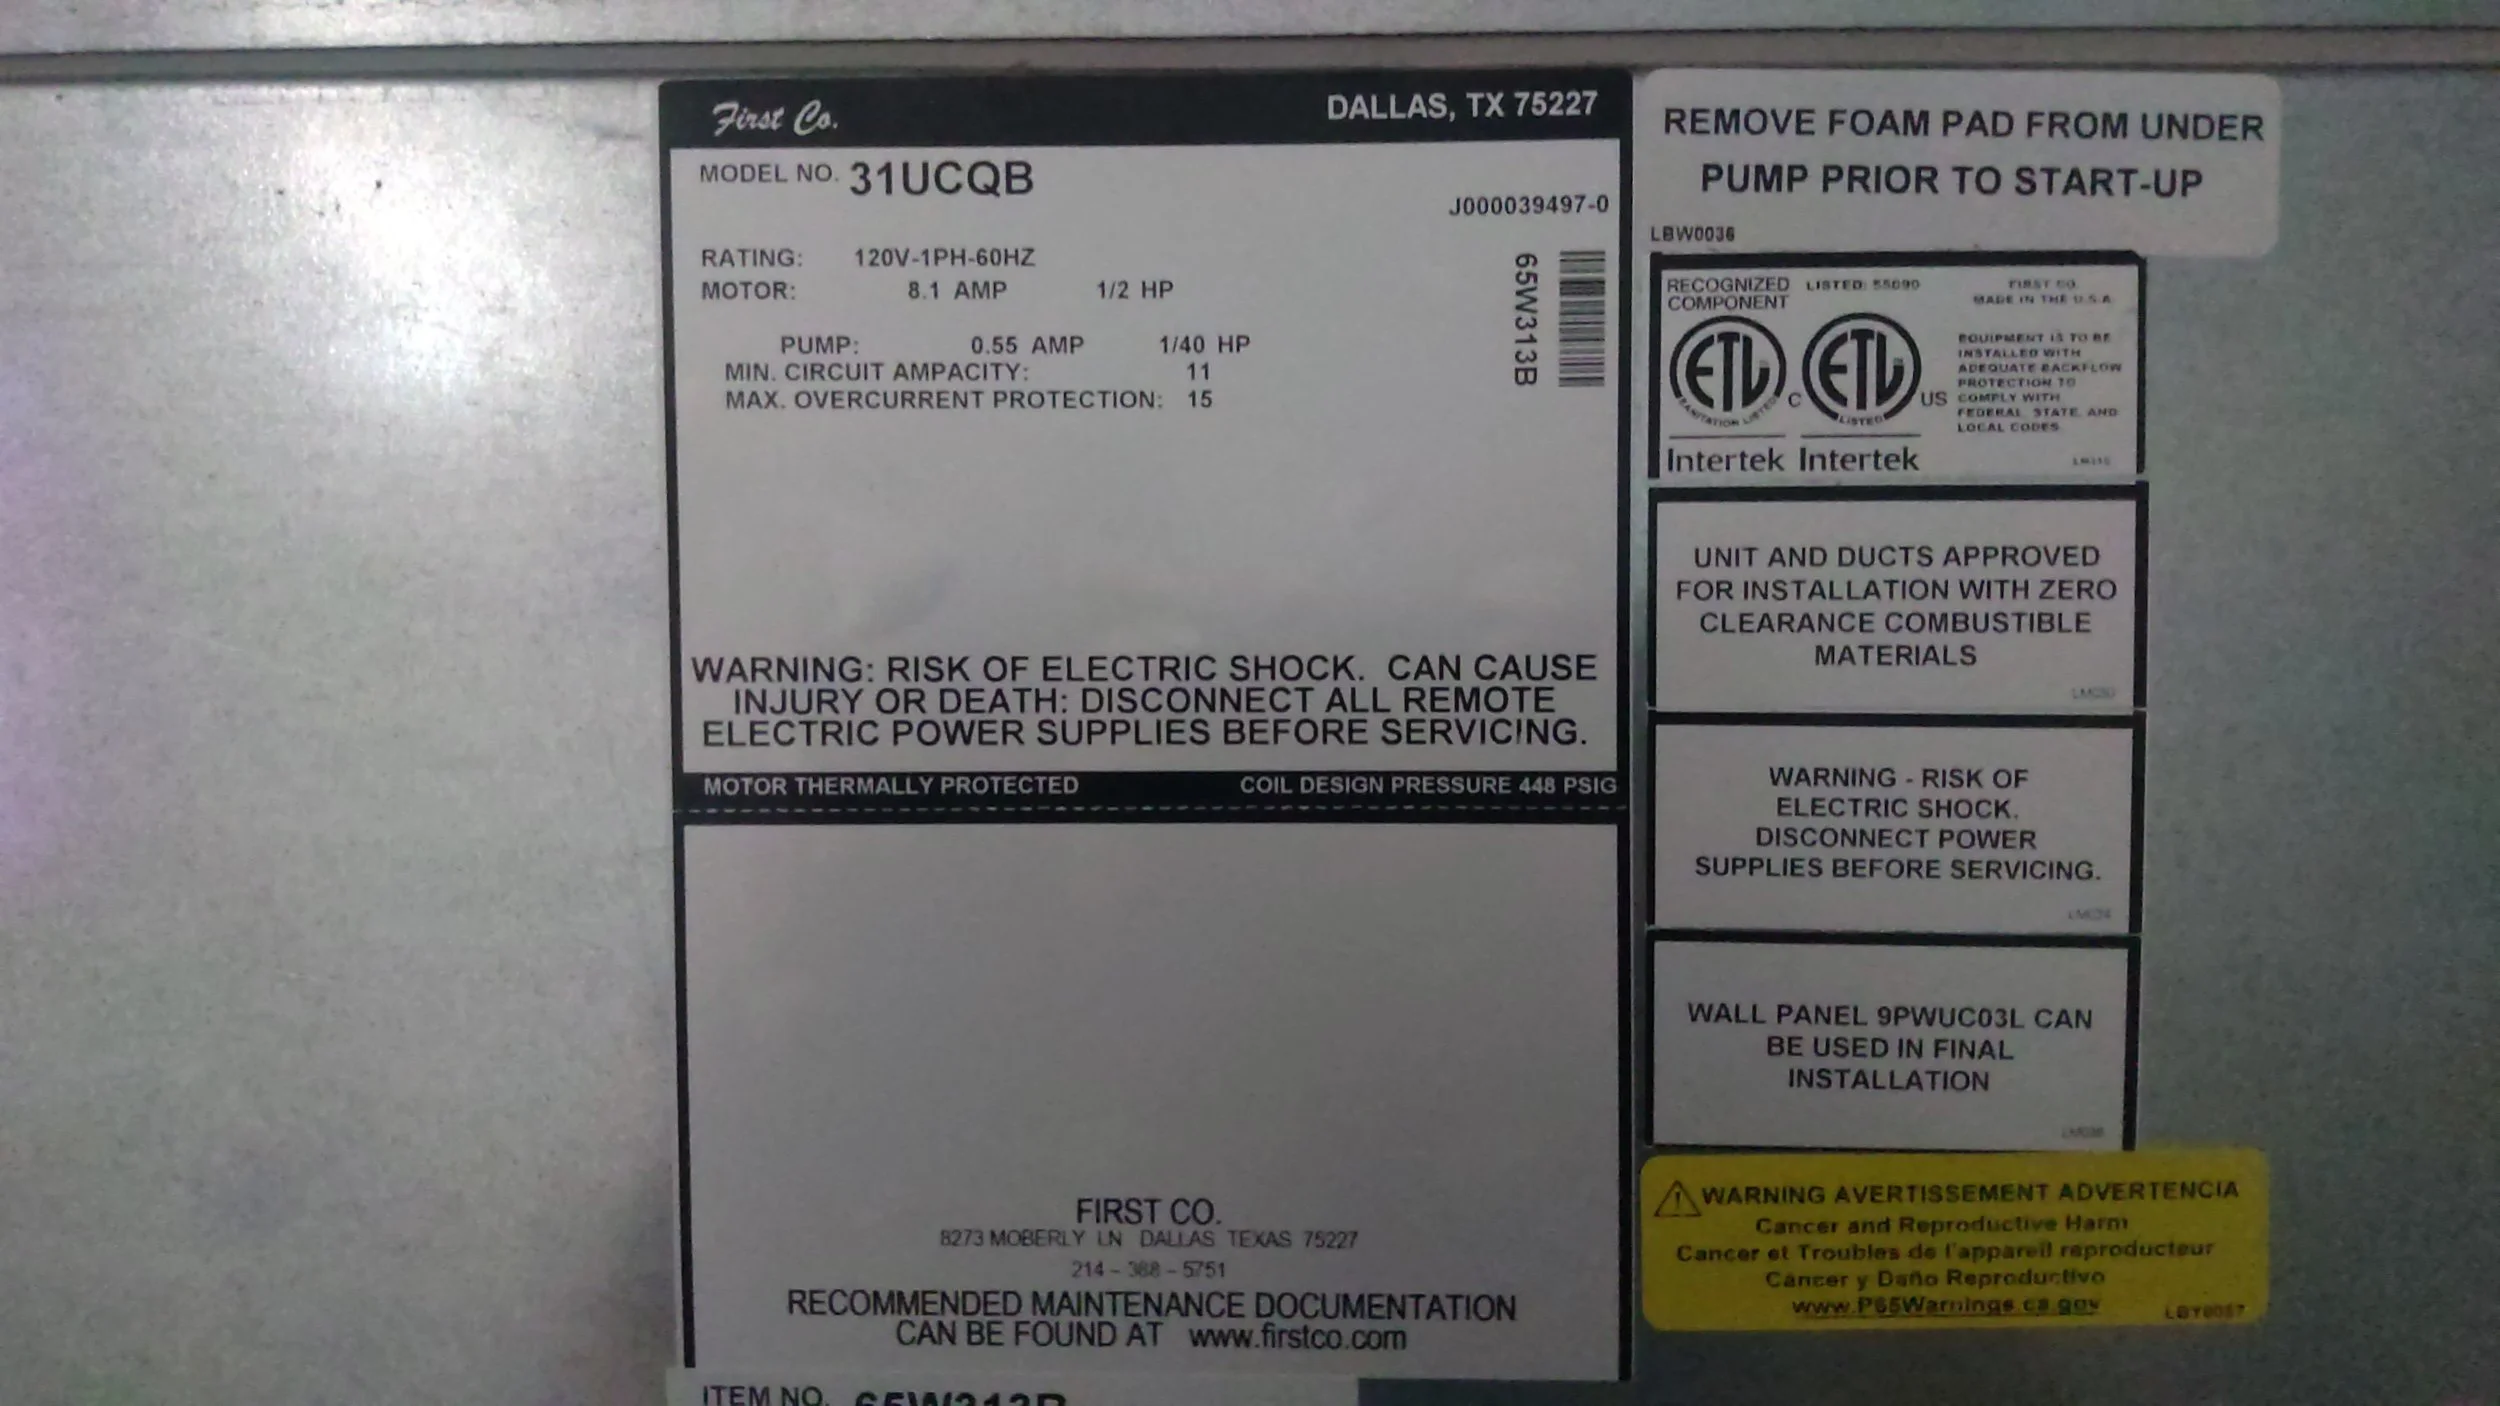 First Co. DALLAS, TX 75227
MODEL NO. 31UCQB
J000039497-0
RATING: 120V-1PH-60HZ
MOTOR: 8.1 AMP 1/2 HP
65W313B
PUMP: 0.55 AMP 1/40 HP
MIN. CIRCUIT AMPACITY: 11
MAX. OVERCURRENT PROTECTION: 15
WARNING: RISK OF ELECTRIC SHOCK. CAN CAUSE
INJURY OR DEATH: DISCONNECT ALL REMOTE
ELECTRIC POWER SUPPLIES BEFORE SERVICING.
MOTOR THERMALLY PROTECTED COIL DESIGN PRESSURE 448 PSIG
FIRST CO.
8273 MOBERLY LN DALLAS TEXAS 75227
214 - 388 - 5751
RECOMMENDED MAINTENANCE DOCUMENTATION
CAN BE FOUND AT www.firstco.com
ITEM NO. 65W313B
REMOVE FOAM PAD FROM UNDER
PUMP PRIOR TO START-UP
LBW0036
RECOGNIZED
COMPONENT
LISTED:
FIRST CO
MADE IN THE U.S.A.
ETL
SANITATION LISTED
Intertek
C ETL US
LISTED
Intertek
EQUIPMENT IS TO BE
INSTALLED WITH
ADEQUATE BACKFLOW
PROTECTION TO
COMPLY WITH
FEDERAL, STATE, AND
LOCAL CODES
UNIT AND DUCTS APPROVED
FOR INSTALLATION WITH ZERO
CLEARANCE COMBUSTIBLE
MATERIALS
WARNING - RISK OF
ELECTRIC SHOCK.
DISCONNECT POWER
SUPPLIES BEFORE SERVICING.
WALL PANEL 9PWUC03L CAN
BE USED IN FINAL
INSTALLATION
WARNING AVERTISSEMENT ADVERTENCIA
Cancer and Reproductive Harm
Cancer et Troubles de l'appareil reproducteur
Cáncer y Daño Reproductivo
www.P65Warnings.ca.gov